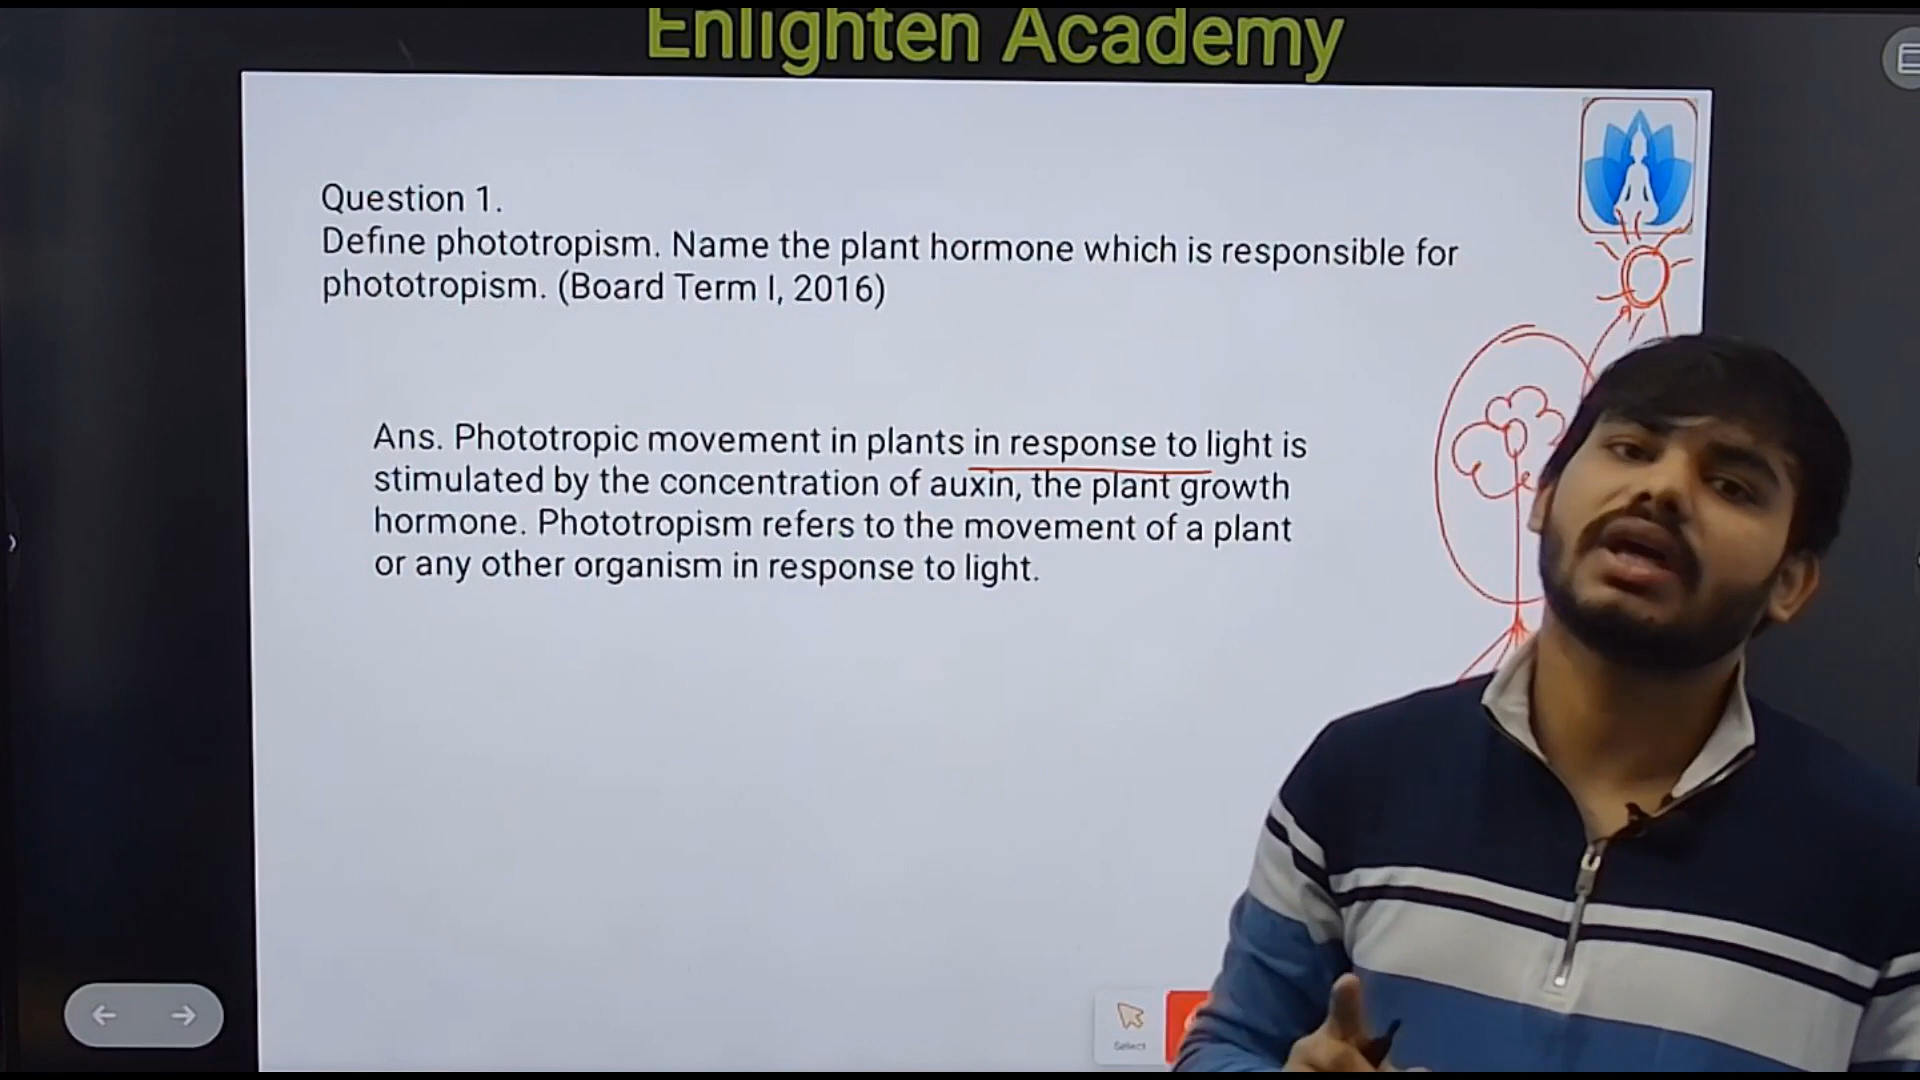 Enlighten Academy
Question 1.
Define phototropism. Name the plant hormone which is responsible for
phototropism. (Board Term I, 2016)
Ans. Phototropic movement in plants in response to light is
stimulated by the concentration of auxin, the plant growth
hormone. Phototropism refers to the movement of a plant
or any other organism in response to light.
Select